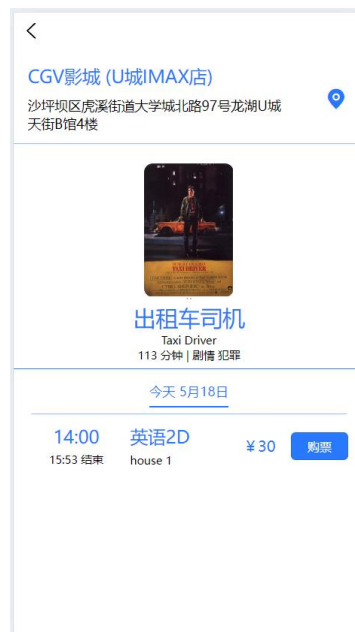 CGV影城 (U城IMAX店)
沙坪坝区虎溪街道大学城北路97号龙湖U城
天街B馆4楼
TAXI DRIVER
出租车司机
Taxi Driver
113 分钟 | 剧情 犯罪
今天 5月18日
14:00 英语2D ¥ 30 购票
15:53 结束 house 1